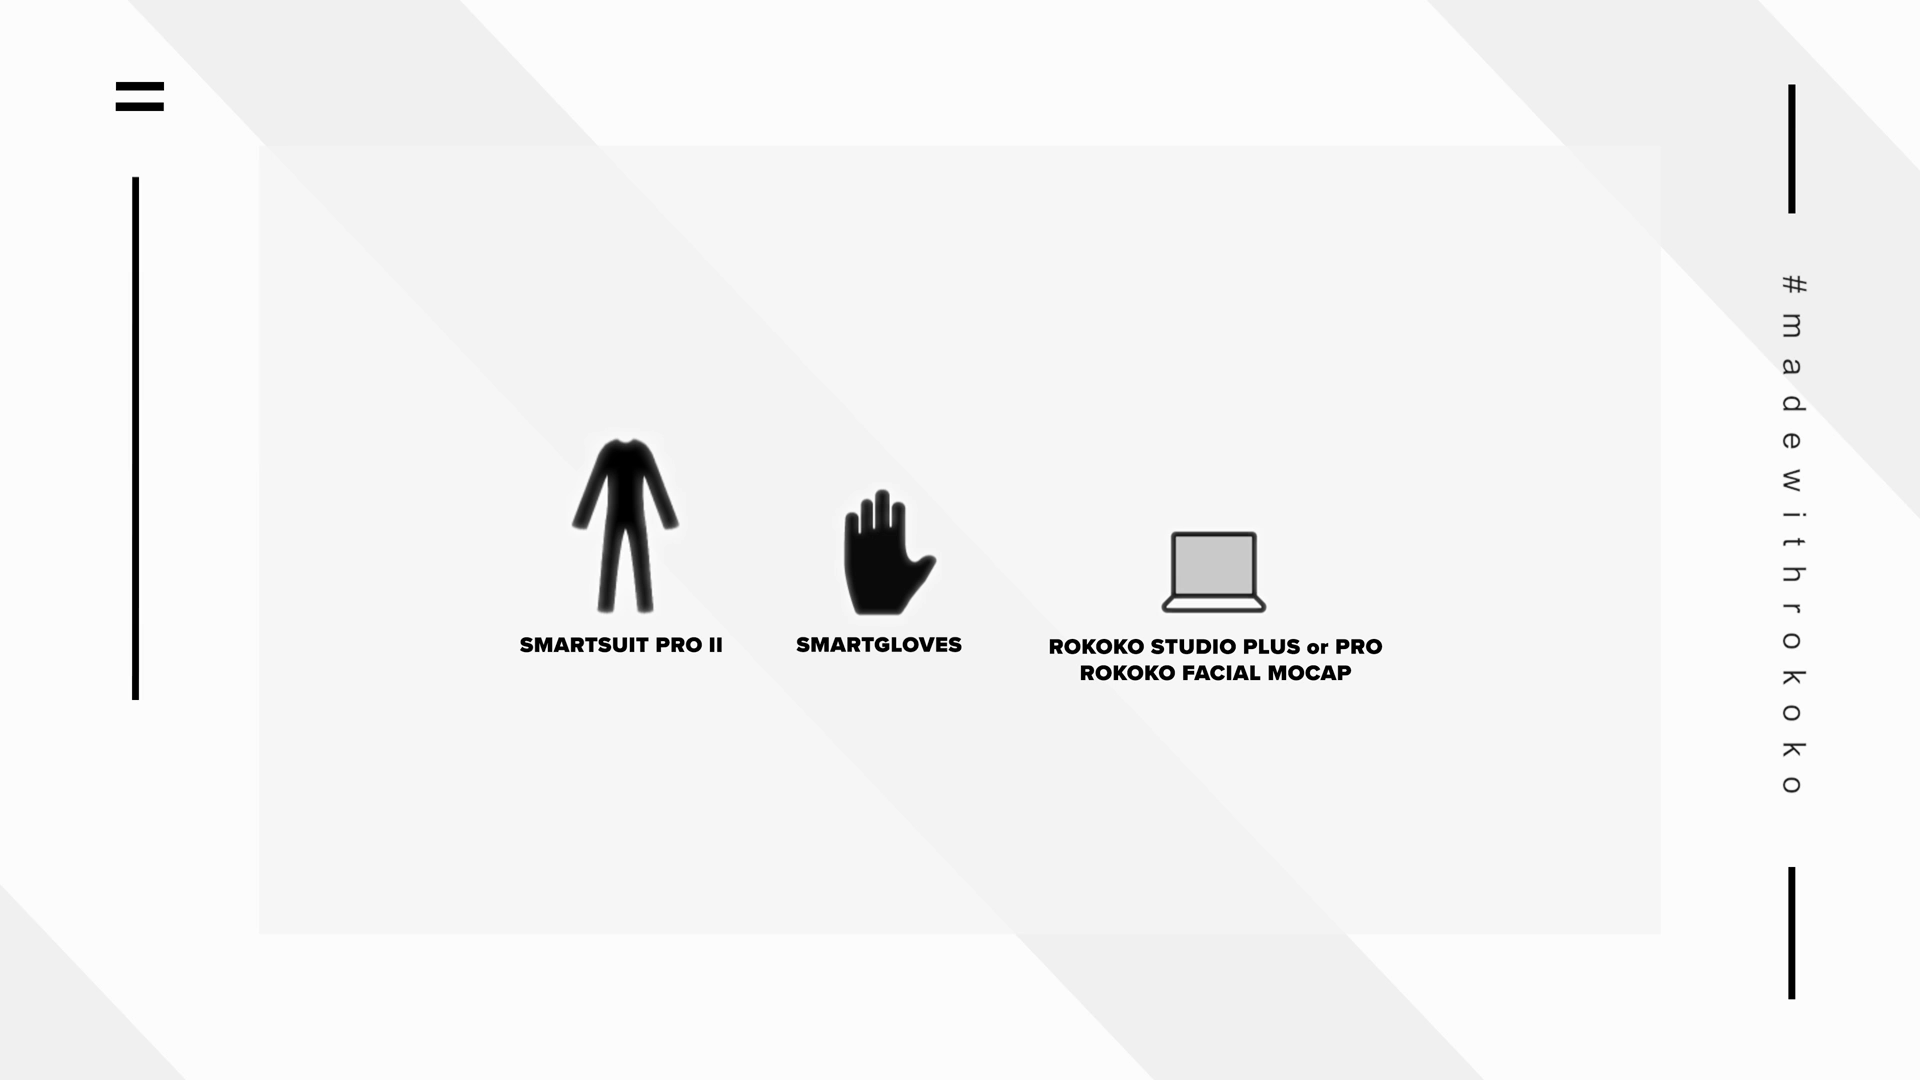 SMARTSUIT PRO II
SMARTGLOVES
ROKOKO STUDIO PLUS or PRO
ROKOKO FACIAL MOCAP
#madewithrokoko